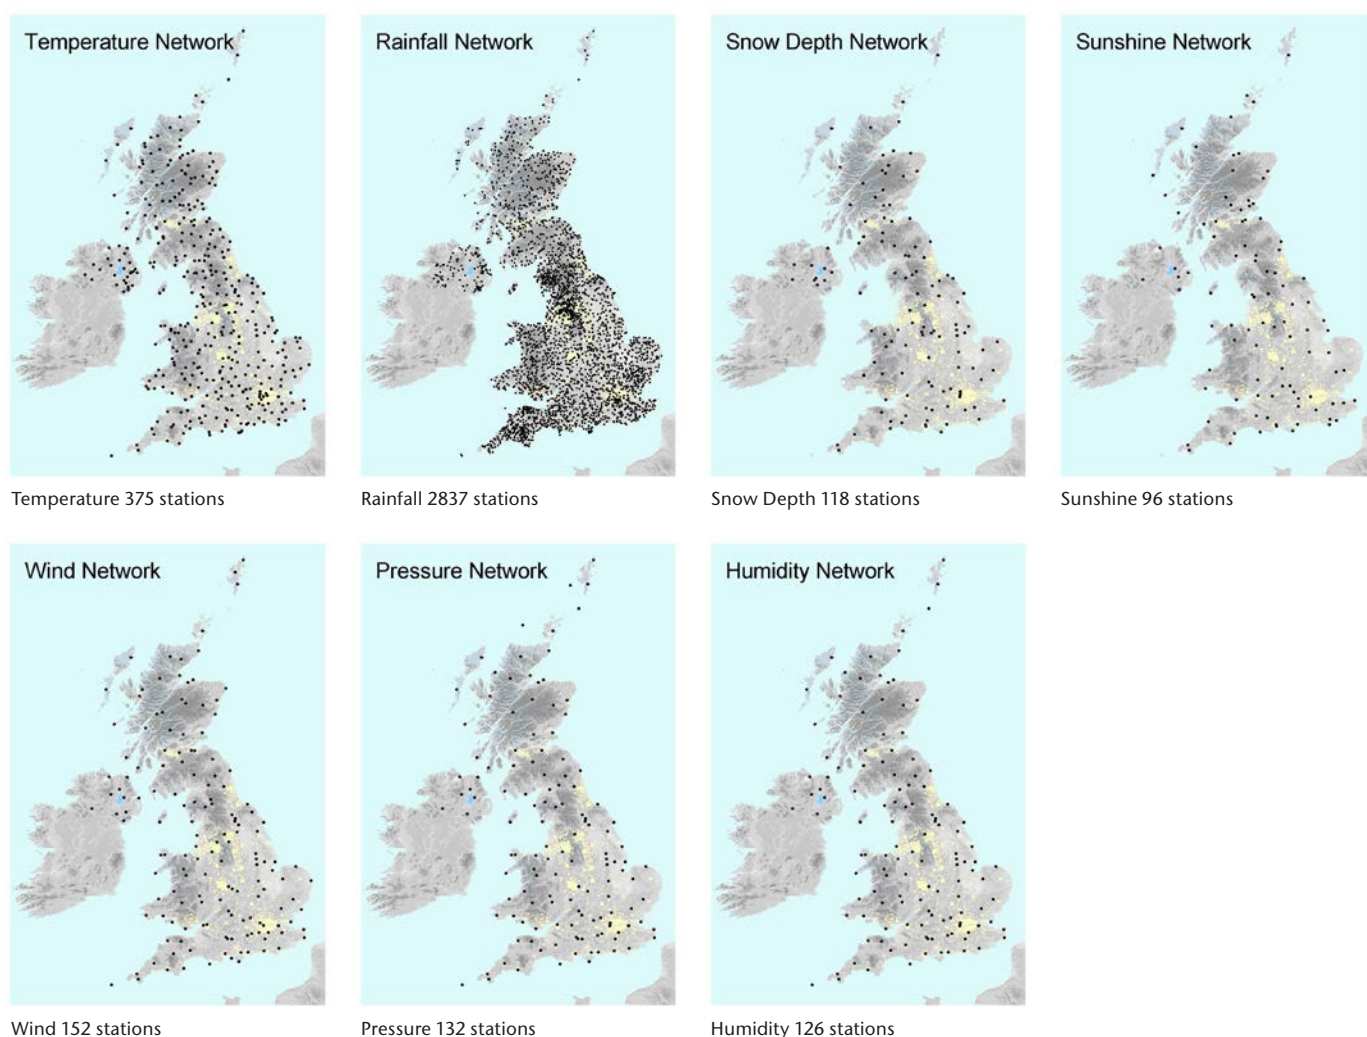 Temperature Network
Rainfall Network
Snow Depth Network
Sunshine Network
Temperature 375 stations
Rainfall 2837 stations
Snow Depth 118 stations
Sunshine 96 stations
Wind Network
Pressure Network
Humidity Network
Wind 152 stations
Pressure 132 stations
Humidity 126 stations